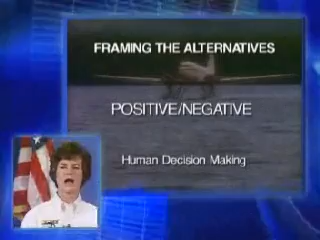 FRAMING THE ALTERNATIVES
POSITIVE/NEGATIVE
Human Decision Making